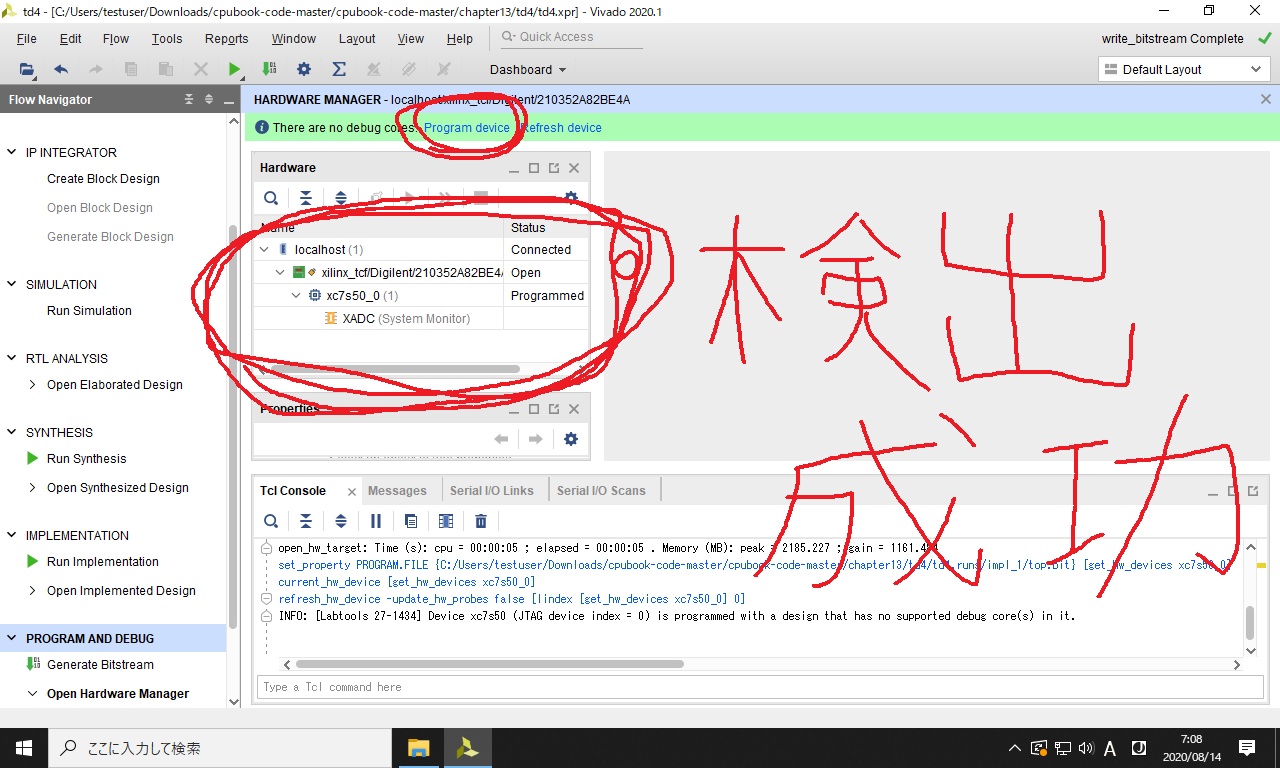 td4 - [C:/Users/testuser/Downloads/cpubook-code-master/cpubook-code-master/chapter13/td4/td4.xpr] - Vivado 2020.1
File Edit Flow Tools Reports Window Layout View Help Quick Access write_bitstream Complete
Dashboard Default Layout
Flow Navigator
HARDWARE MANAGER - localhost/xilinx_tcf/Digilent/210352A82BE4A
There are no debug cores. Program device Refresh device
IP INTEGRATOR
Create Block Design
Open Block Design
Generate Block Design
SIMULATION
Run Simulation
RTL ANALYSIS
Open Elaborated Design
SYNTHESIS
Run Synthesis
Open Synthesized Design
IMPLEMENTATION
Run Implementation
Open Implemented Design
PROGRAM AND DEBUG
Generate Bitstream
Open Hardware Manager
Hardware
Name Status
localhost (1) Connected
xilinx_tcf/Digilent/210352A82BE4A Open
xc7s50_0 (1) Programmed
XADC (System Monitor)
Properties
検出
成功
Tcl Console Messages Serial I/O Links Serial I/O Scans
open_hw_target: Time (s): cpu = 00:00:05 ; elapsed = 00:00:05 . Memory (MB): peak = 2185.227 ; gain = 1161.
set_property PROGRAM.FILE {C:/Users/testuser/Downloads/cpubook-code-master/cpubook-code-master/chapter13/td4/td4.runs/impl_1/top.bit} [get_hw_devices xc7s50_0]
current_hw_device [get_hw_devices xc7s50_0]
refresh_hw_device -update_hw_probes false [lindex [get_hw_devices xc7s50_0] 0]
INFO: [Labtools 27-1434] Device xc7s50 (JTAG device index = 0) is programmed with a design that has no supported debug core(s) in it.
Type a Tcl command here
ここに入力して検索
A
7:08
2020/08/14